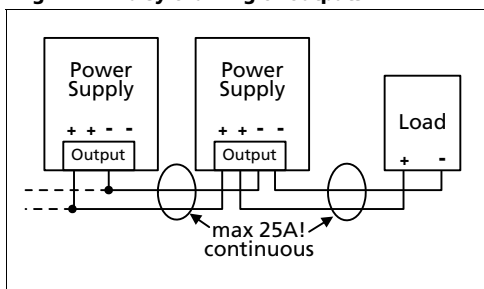 Power
Supply
+ + - -
Output
Power
Supply
+ + - -
Output
Load
+ -
max 25A!
continuous